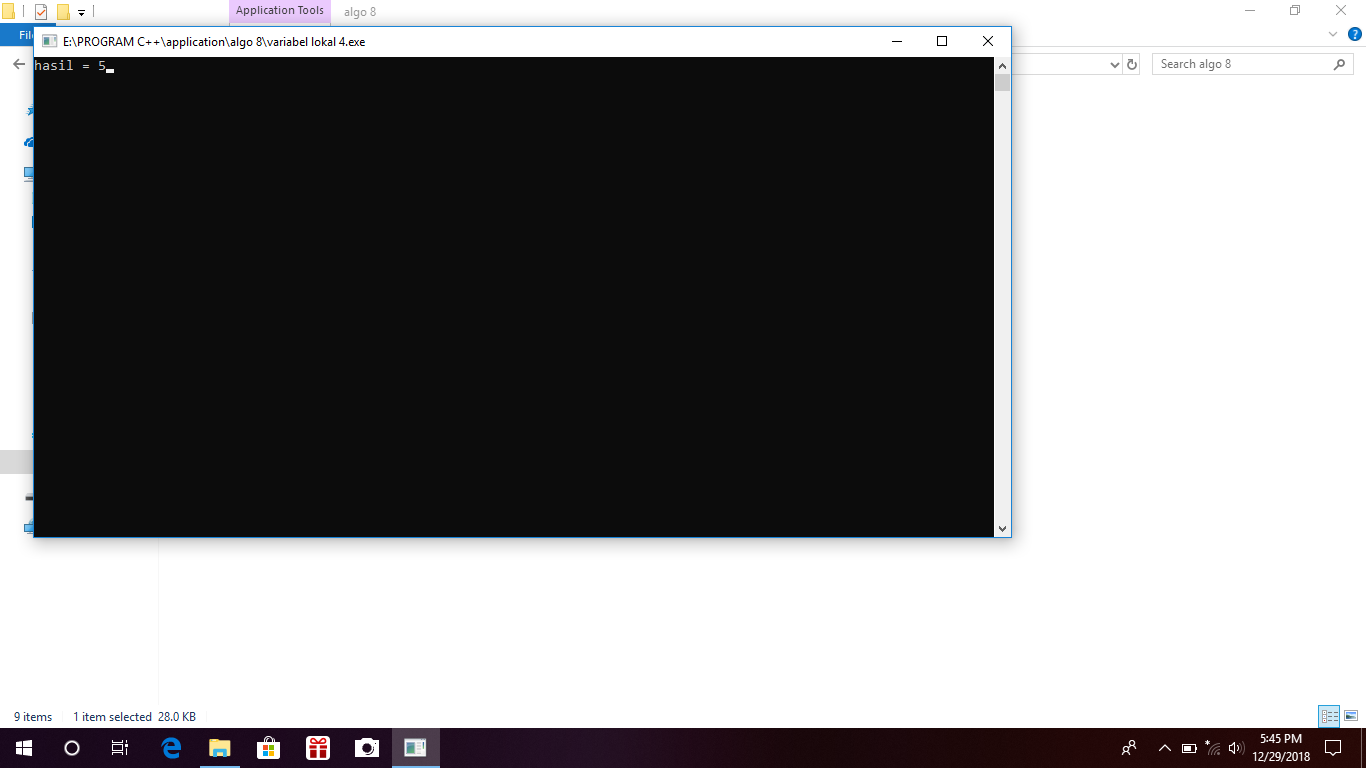 Application Tools
algo 8
Fil
E:\PROGRAM C++\application\algo 8\variabel lokal 4.exe
Search algo 8
hasil = 5
9 items
1 item selected 28.0 KB
5:45 PM
12/29/2018